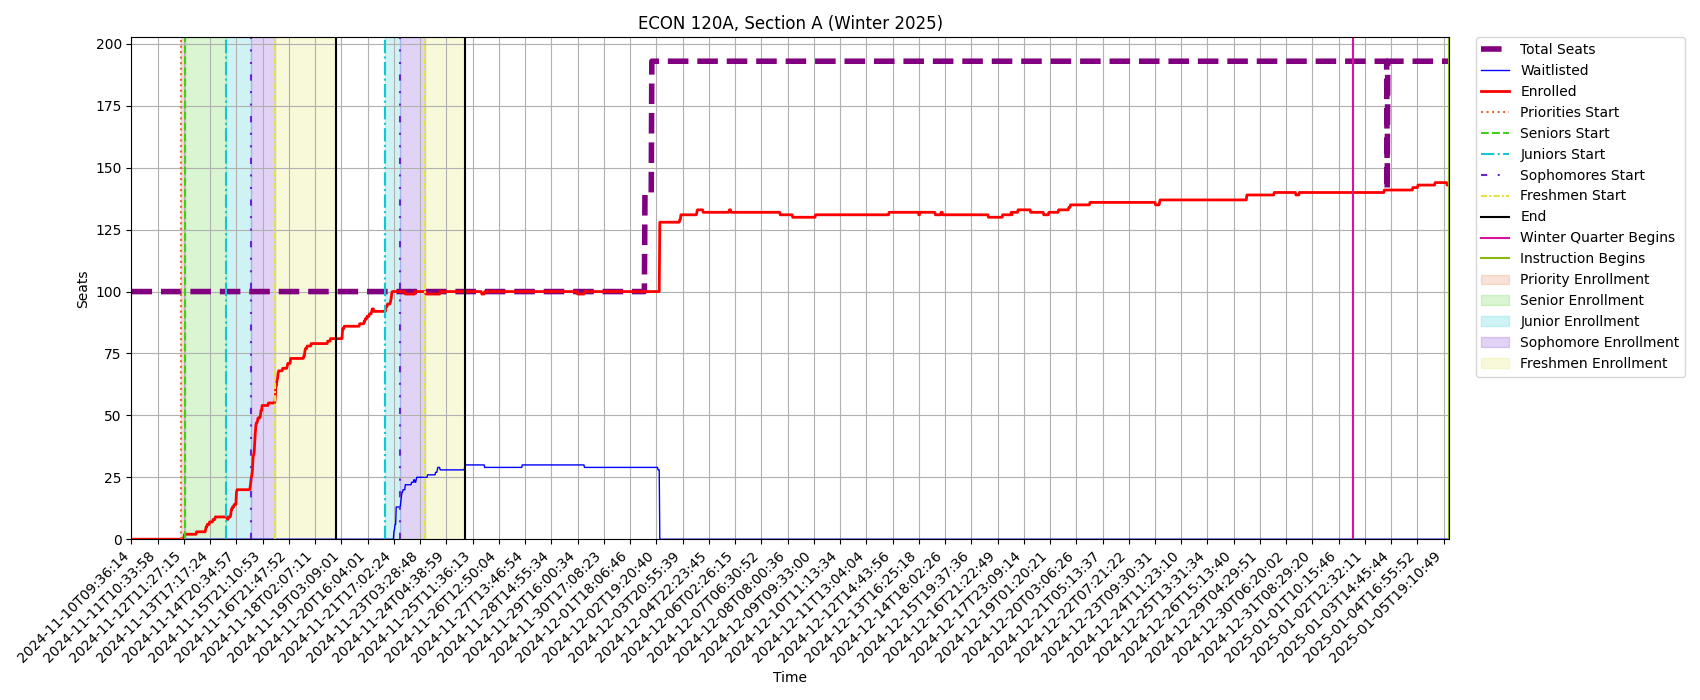 ECON 120A, Section A (Winter 2025)
Seats
200
175
150
125
100
75
50
25
0
2024-11-10T09:36:14
2024-11-11T10:33:58
2024-11-12T11:27:15
2024-11-13T17:17:24
2024-11-14T20:34:57
2024-11-15T21:10:53
2024-11-16T21:47:52
2024-11-18T02:07:11
2024-11-19T03:09:01
2024-11-20T16:04:01
2024-11-21T17:02:24
2024-11-23T03:28:48
2024-11-24T04:38:59
2024-11-25T11:36:13
2024-11-26T12:50:04
2024-11-27T13:46:54
2024-11-28T14:55:34
2024-11-29T16:00:34
2024-11-30T17:08:23
2024-12-01T18:06:46
2024-12-02T19:20:40
2024-12-03T20:55:39
2024-12-04T22:23:45
2024-12-06T02:26:15
2024-12-07T06:30:52
2024-12-08T08:00:36
2024-12-09T09:33:00
2024-12-10T11:13:34
2024-12-11T13:04:04
2024-12-12T14:43:56
2024-12-13T16:25:18
2024-12-14T18:02:26
2024-12-15T19:37:36
2024-12-16T21:22:49
2024-12-17T23:09:14
2024-12-19T01:20:21
2024-12-20T03:06:26
2024-12-21T05:13:37
2024-12-22T07:21:22
2024-12-23T09:30:31
2024-12-24T11:23:10
2024-12-25T13:31:34
2024-12-26T15:13:40
2024-12-29T04:29:51
2024-12-30T06:20:02
2024-12-31T08:29:20
2025-01-01T10:15:46
2025-01-02T12:32:11
2025-01-03T14:45:44
2025-01-04T16:55:52
2025-01-05T19:10:49
Time
Total Seats
Waitlisted
Enrolled
Priorities Start
Seniors Start
Juniors Start
Sophomores Start
Freshmen Start
End
Winter Quarter Begins
Instruction Begins
Priority Enrollment
Senior Enrollment
Junior Enrollment
Sophomore Enrollment
Freshmen Enrollment